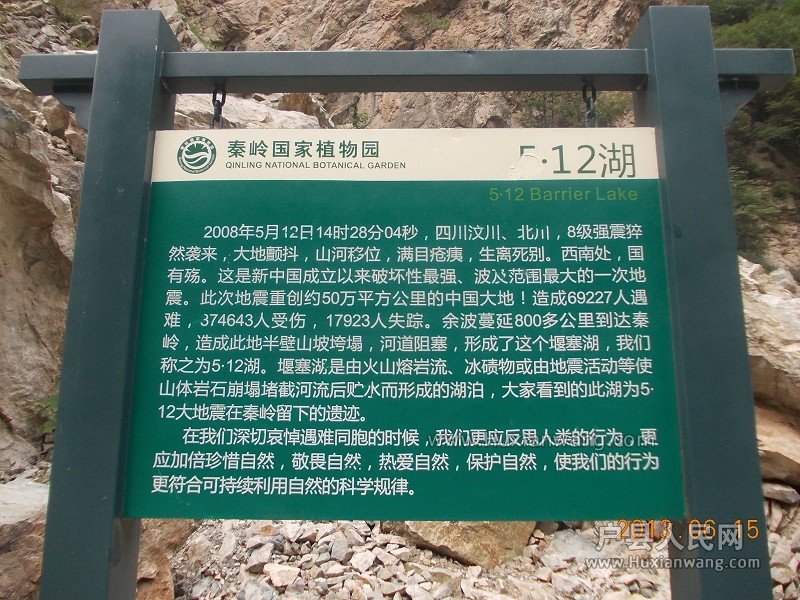 秦岭国家植物园
QINLING NATIONAL BOTANICAL GARDEN
5·12湖
5·12 Barrier Lake
2008年5月12日14时28分04秒，四川汶川、北川，8级强震猝
然袭来，大地颤抖，山河移位，满目疮痍，生离死别。西南处，国
有殇。这是新中国成立以来破坏性最强、波及范围最大的一次地
震。此次地震重创约50万平方公里的中国大地！造成69227人遇
难，374643人受伤，17923人失踪。余波蔓延800多公里到达秦
岭，造成此地半壁山坡垮塌，河道阻塞，形成了这个堰塞湖，我们
称之为5·12湖。堰塞湖是由火山熔岩流、冰碛物或由地震活动等使
山体岩石崩塌堵截河流后贮水而形成的湖泊，大家看到的此湖为5·
12大地震在秦岭留下的遗迹。
在我们深切哀悼遇难同胞的时候，我们更应反思人类的行为，更
应加倍珍惜自然，敬畏自然，热爱自然，保护自然，使我们的行为
更符合可持续利用自然的科学规律。
www.Huxianwang.com
2013.06.15
户县人民网
www.Huxianwang.com